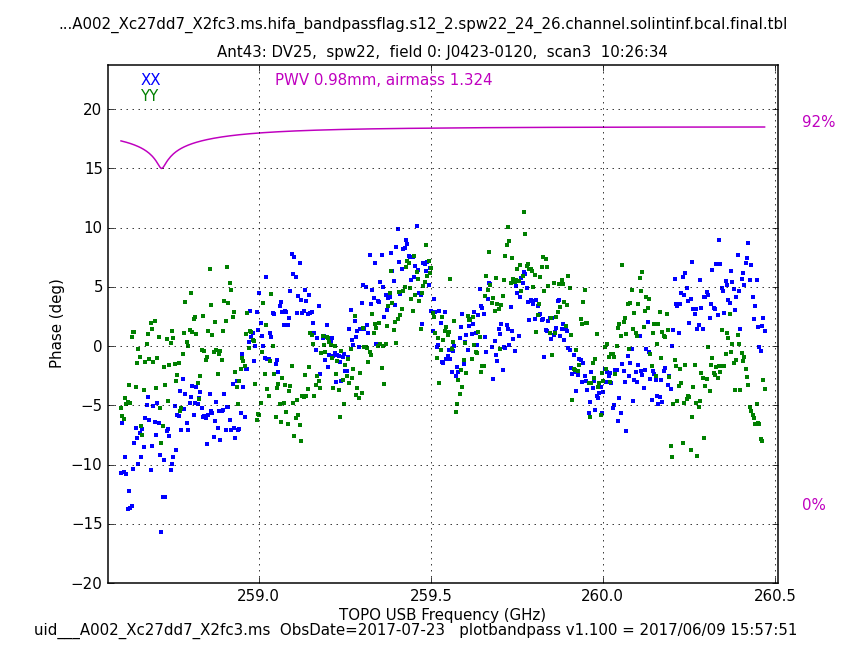 ...A002_Xc27dd7_X2fc3.ms.hifa_bandpassflag.s12_2.spw22_24_26.channel.solintinf.bcal.final.tbl
Ant43: DV25, spw22, field 0: J0423-0120, scan3 10:26:34
XX
PWV 0.98mm, airmass 1.324
YY
20
92%
15
10
5
0
−5
−10
−15
−20
0%
Phase (deg)
259.0 259.5 260.0 260.5
TOPO USB Frequency (GHz)
uid___A002_Xc27dd7_X2fc3.ms ObsDate=2017-07-23 plotbandpass v1.100 = 2017/06/09 15:57:51